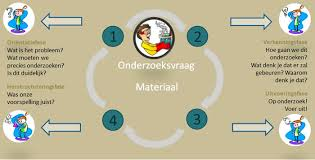 1
2
Oriëntatiefase
Wat is het probleem?
Wat moeten we
precies onderzoeken?
Is dit duidelijk?
Onderzoeksvraag
Materiaal
Verkenningsfase
Hoe gaan we dit
onderzoeken?
Wat denk je dat er zal
gebeuren? Waarom
denk je dat?
Herstructureringsfase
Was onze
voorspelling juist?
Uitvoeringsfase
Op onderzoek!
Voer uit!
4
3